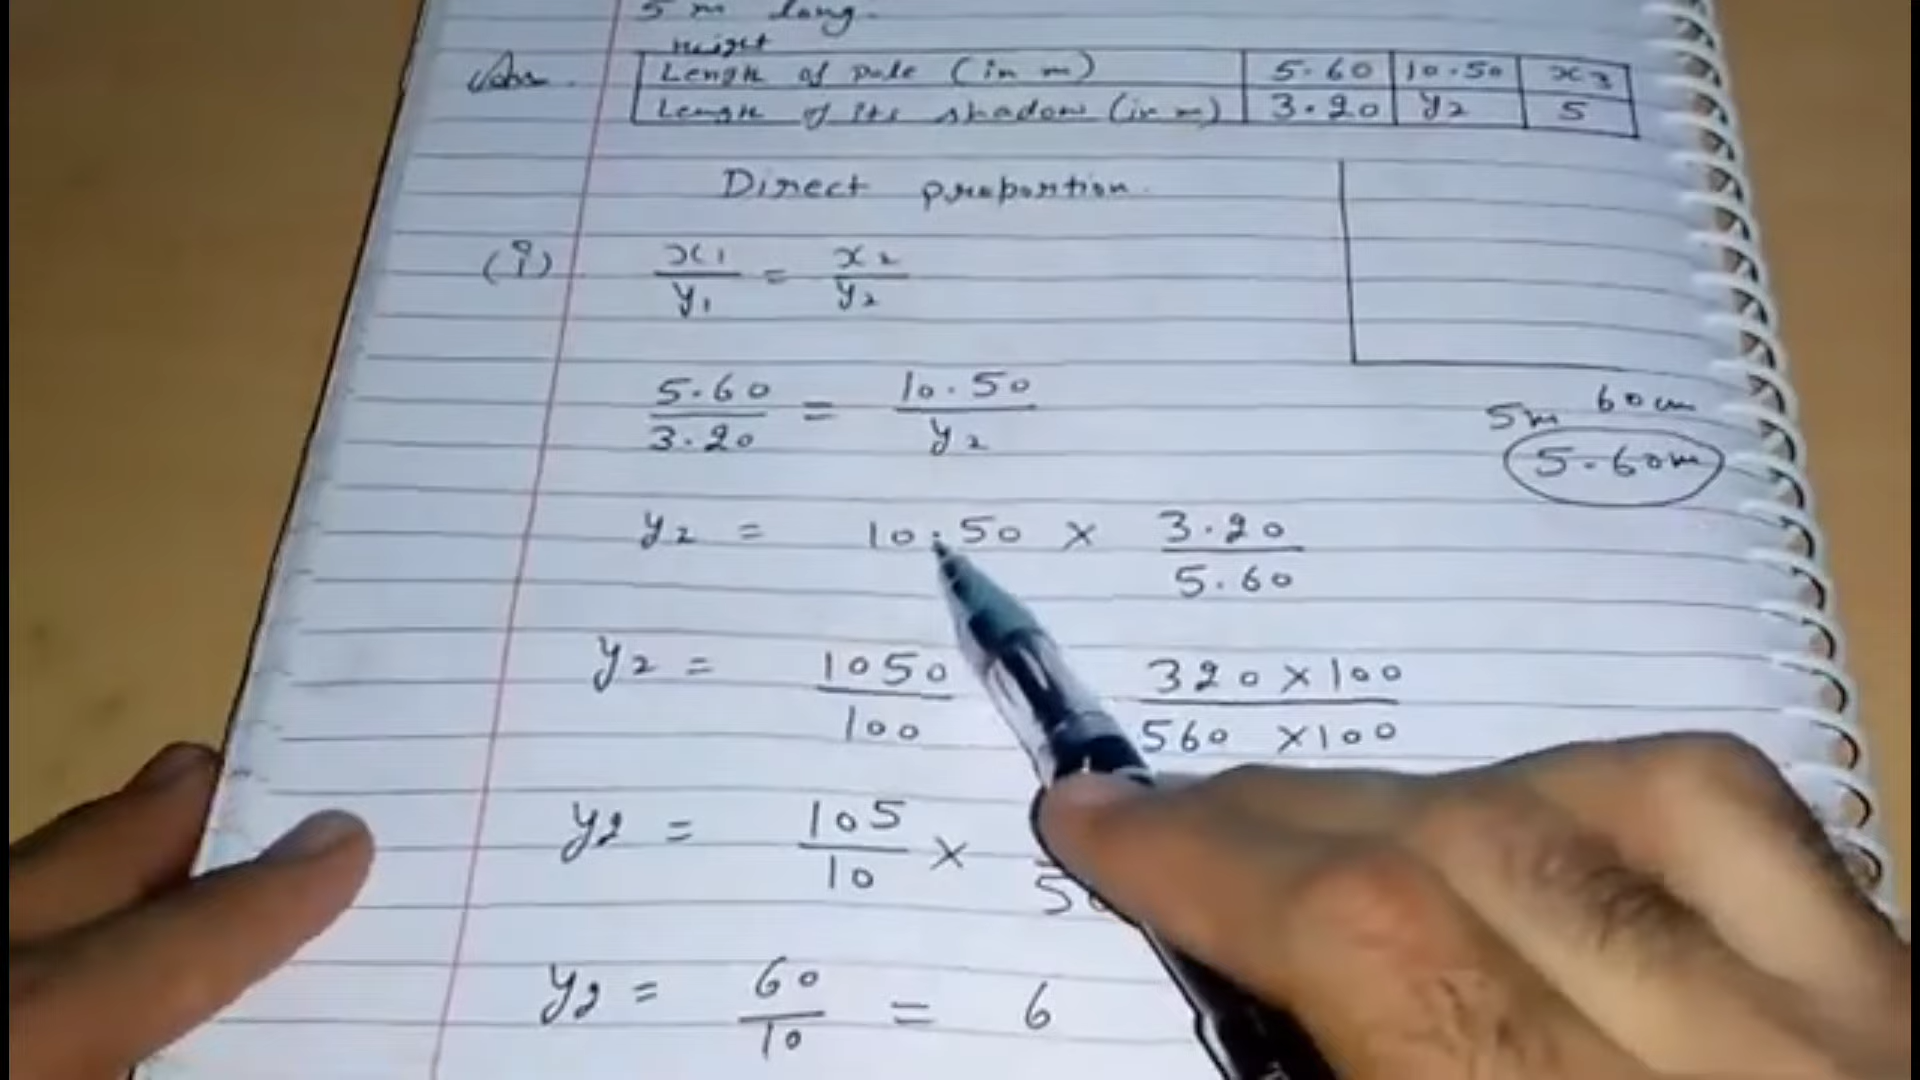 5 m long.
height
Soln. Length of pole (in m) 5.60 10.50 x3
Length of its shadow (in m) 3.20 y2 5
Direct proportion.
(i) x1/y1 = x2/y2
5.60/3.20 = 10.50/y2
5m 60cm
5.60m
y2 = 10.50 × 3.20/5.60
y2 = 1050/100 320 × 100/560 × 100
y2 = 105/10 ×
y2 = 60/10 = 6